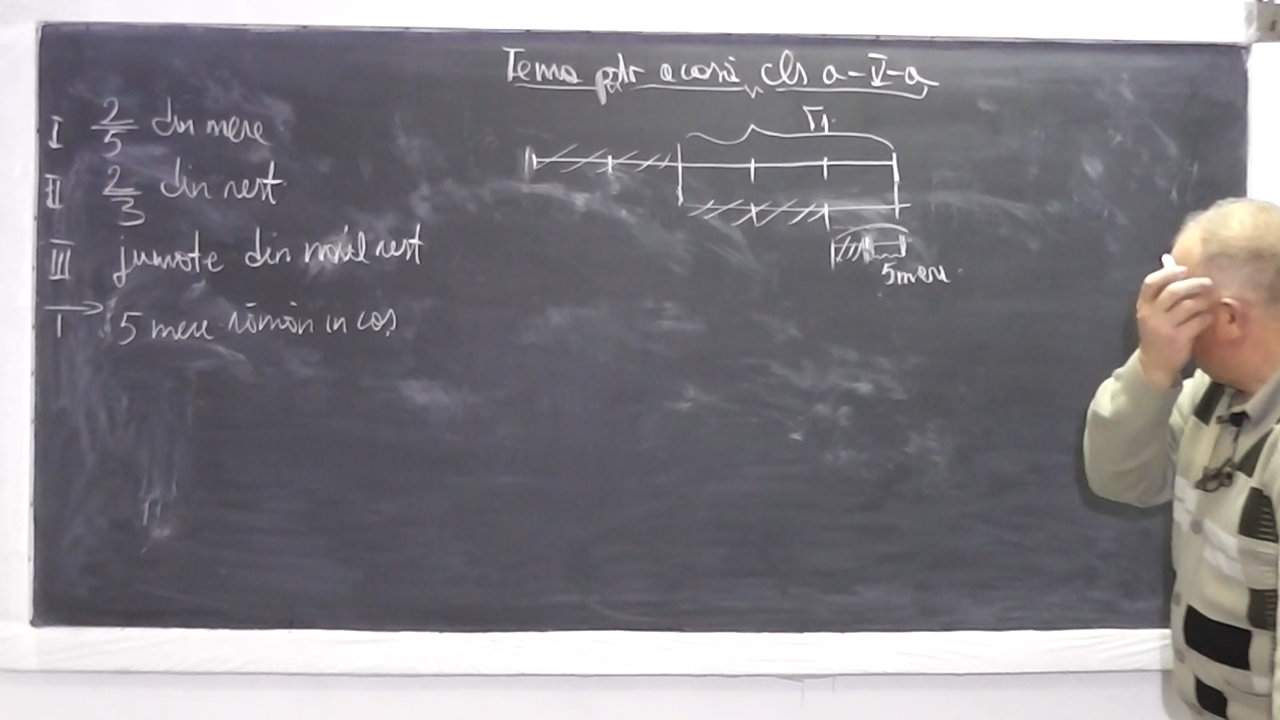 Tema ptr acasă cls a-V-a
I 2/5 din mere
II 2/3 din rest
III jumate din noul rest
I 5 mere rămân in coș
r1
5 mere